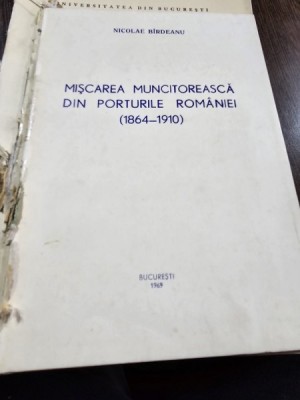 UNIVERSITATEA DIN BUCUREȘTI
NICOLAE BÎRDEANU
MIȘCAREA MUNCITOREASCĂ
DIN PORTURILE ROMÂNIEI
(1864—1910)
BUCUREȘTI
1969